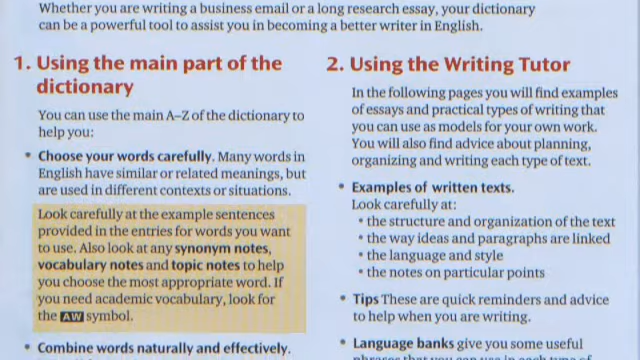 Whether you are writing a business email or a long research essay, your dictionary
can be a powerful tool to assist you in becoming a better writer in English.
1. Using the main part of the
dictionary
You can use the main A–Z of the dictionary to
help you:
• Choose your words carefully. Many words in
English have similar or related meanings, but
are used in different contexts or situations.
Look carefully at the example sentences
provided in the entries for words you want
to use. Also look at any synonym notes,
vocabulary notes and topic notes to help
you choose the most appropriate word. If
you need academic vocabulary, look for
the AW symbol.
• Combine words naturally and effectively.
2. Using the Writing Tutor
In the following pages you will find examples
of essays and practical types of writing that
you can use as models for your own work.
You will also find advice about planning,
organizing and writing each type of text.
• Examples of written texts.
Look carefully at:
• the structure and organization of the text
• the way ideas and paragraphs are linked
• the language and style
• the notes on particular points
• Tips These are quick reminders and advice
to help when you are writing.
• Language banks give you some useful
phrases that you can use in each type of